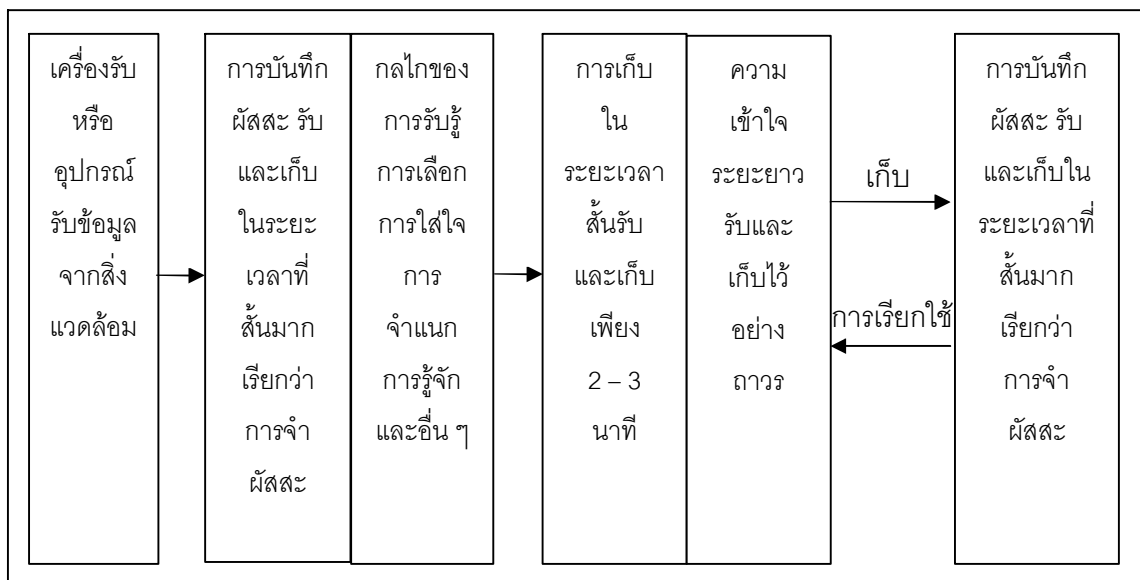 เครื่องรับ
หรือ
อุปกรณ์
รับข้อมูล
จากสิ่ง
แวดล้อม
การบันทึก
ผัสสะ รับ
และเก็บ
ในระยะ
เวลาที่
สั้นมาก
เรียกว่า
การจำ
ผัสสะ
กลไกของ
การรับรู้
การเลือก
การใส่ใจ
การ
จำแนก
การรู้จัก
และอื่น ๆ
การเก็บ
ใน
ระยะเวลา
สั้นรับ
และเก็บ
เพียง
2 – 3
นาที
ความ
เข้าใจ
ระยะยาว
รับและ
เก็บไว้
อย่าง
ถาวร
เก็บ
การเรียกใช้
การบันทึก
ผัสสะ รับ
และเก็บใน
ระยะเวลาที่
สั้นมาก
เรียกว่า
การจำ
ผัสสะ